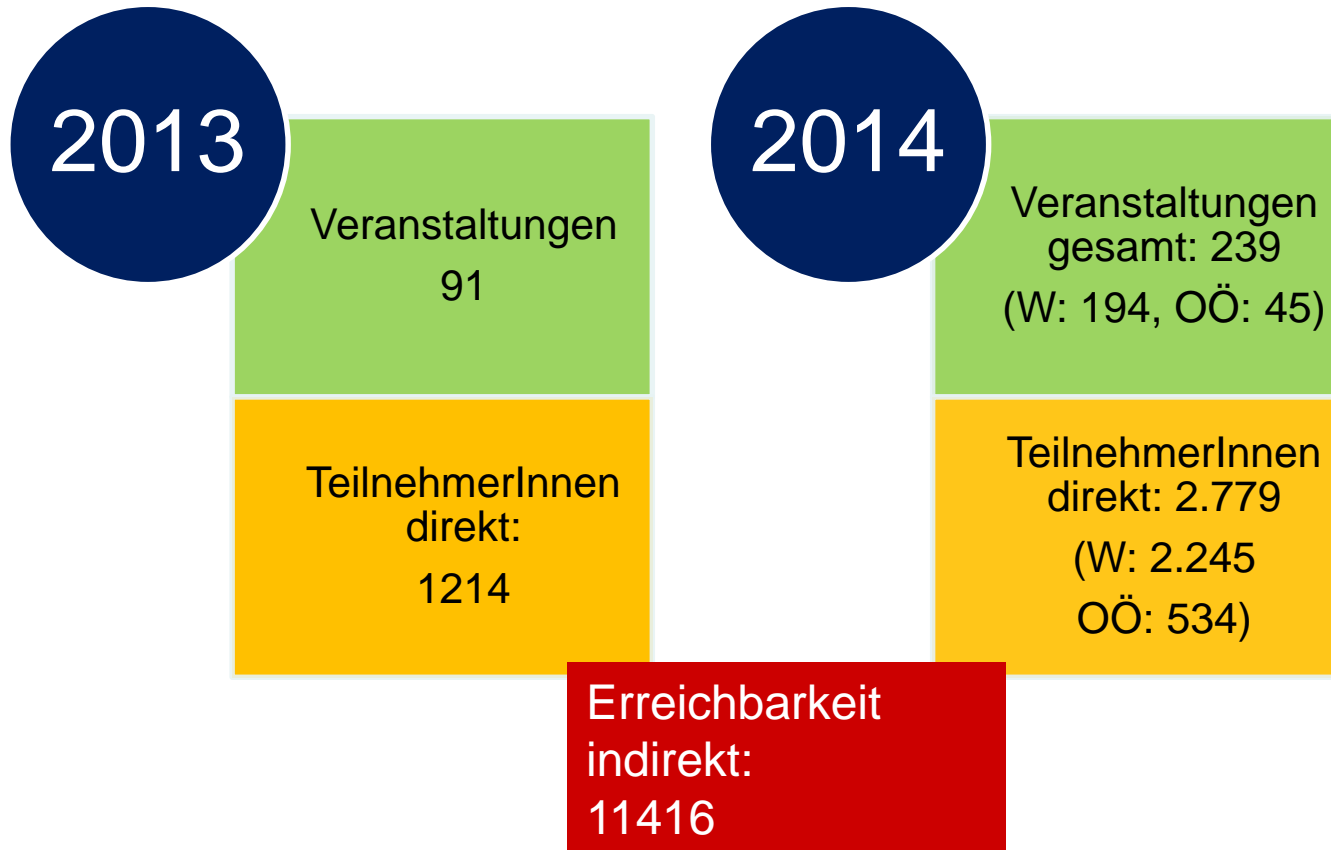 2013
Veranstaltungen
91
TeilnehmerInnen
direkt:
1214
2014
Veranstaltungen
gesamt: 239
(W: 194, OÖ: 45)
TeilnehmerInnen
direkt: 2.779
(W: 2.245
OÖ: 534)
Erreichbarkeit
indirekt:
11416